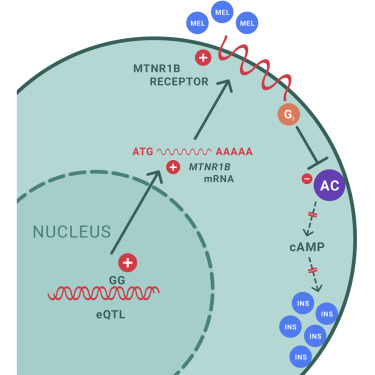 MEL
MEL
MEL
MTNR1B
RECEPTOR
+
Gi
ATG AAAAA
+
MTNR1B
mRNA
−
AC
NUCLEUS
cAMP
+
GG
eQTL
INS
INS
INS
INS
INS